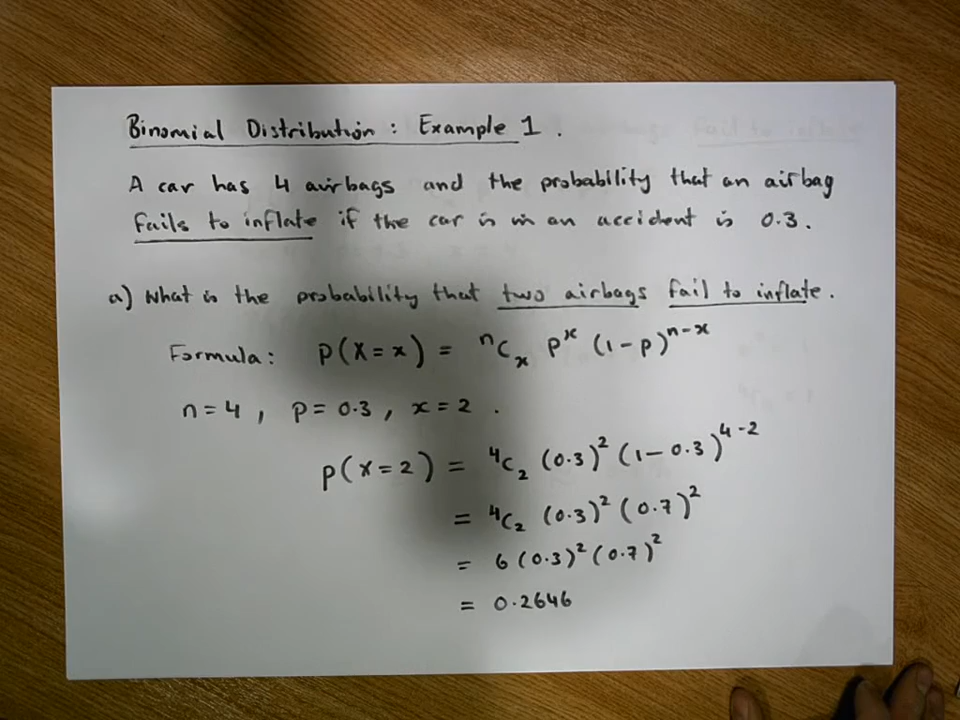 Binomial Distribution : Example 1 .
A car has 4 airbags and the probability that an airbag
fails to inflate if the car is in an accident is 0.3.
a) What is the probability that two airbags fail to inflate.
Formula: P(X=x) = ⁿCₓ pˣ (1-p)ⁿ⁻ˣ
n=4 , p=0.3 , x=2 .
P(X=2) = ⁴C₂ (0.3)² (1-0.3)⁴⁻²
= ⁴C₂ (0.3)² (0.7)²
= 6 (0.3)² (0.7)²
= 0.2646